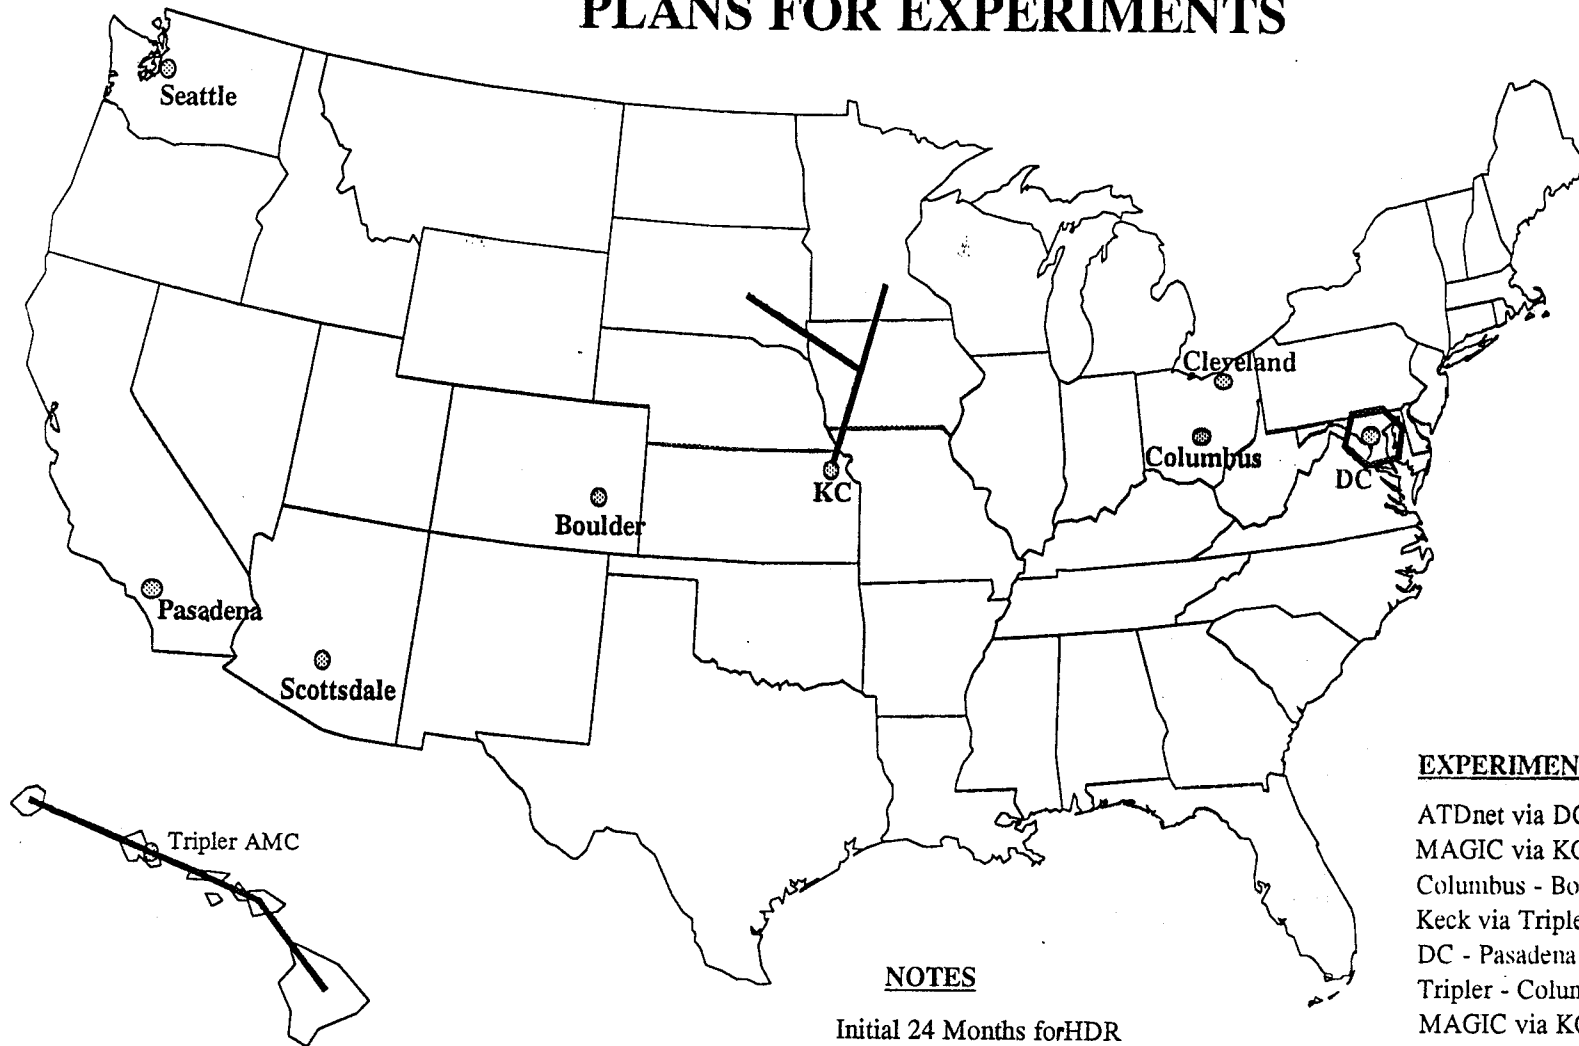 PLANS FOR EXPERIMENTS
Seattle
Cleveland
Columbus
DC
KC
Boulder
Pasadena
Scottsdale
Tripler AMC
EXPERIMEN
ATDnet via DC
MAGIC via KC
Columbus - Bo
Keck via Triple
DC - Pasadena
Tripler - Colun
MAGIC via KC
NOTES
Initial 24 Months forHDR